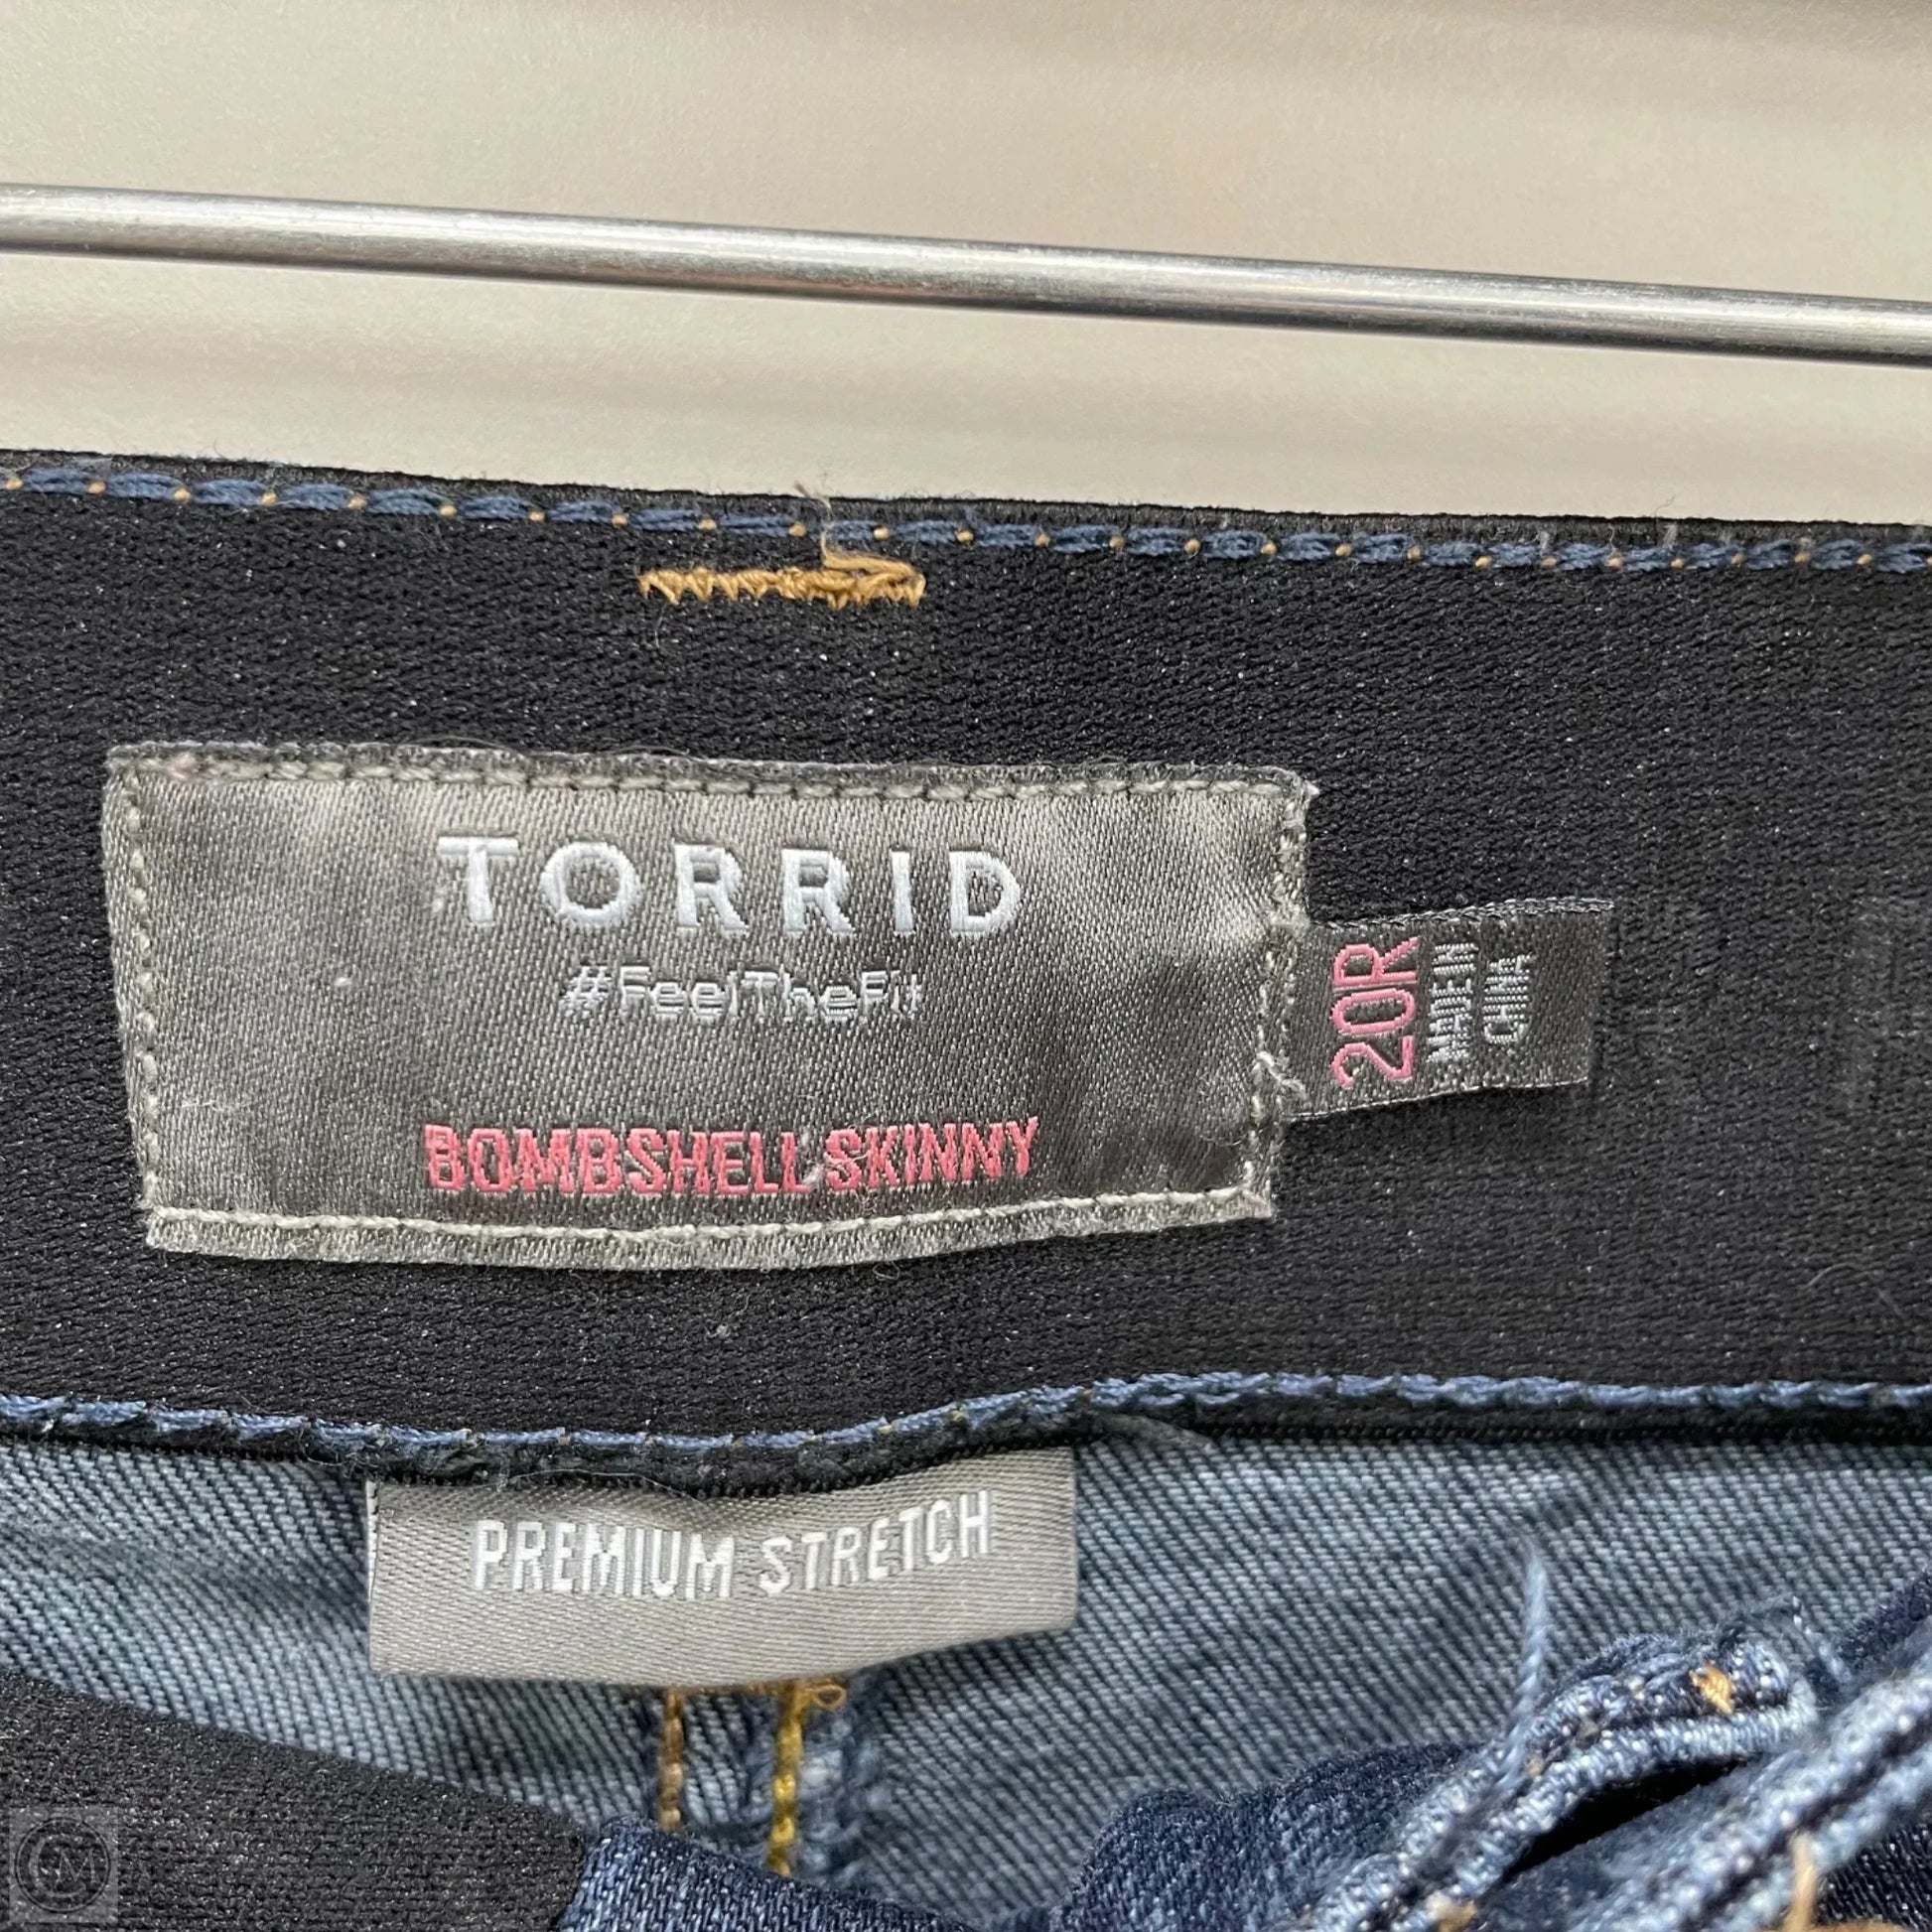 TORRID
#FeelTheFit
BOMBSHELL SKINNY
20R
MADE IN
CHINA
PREMIUM STRETCH